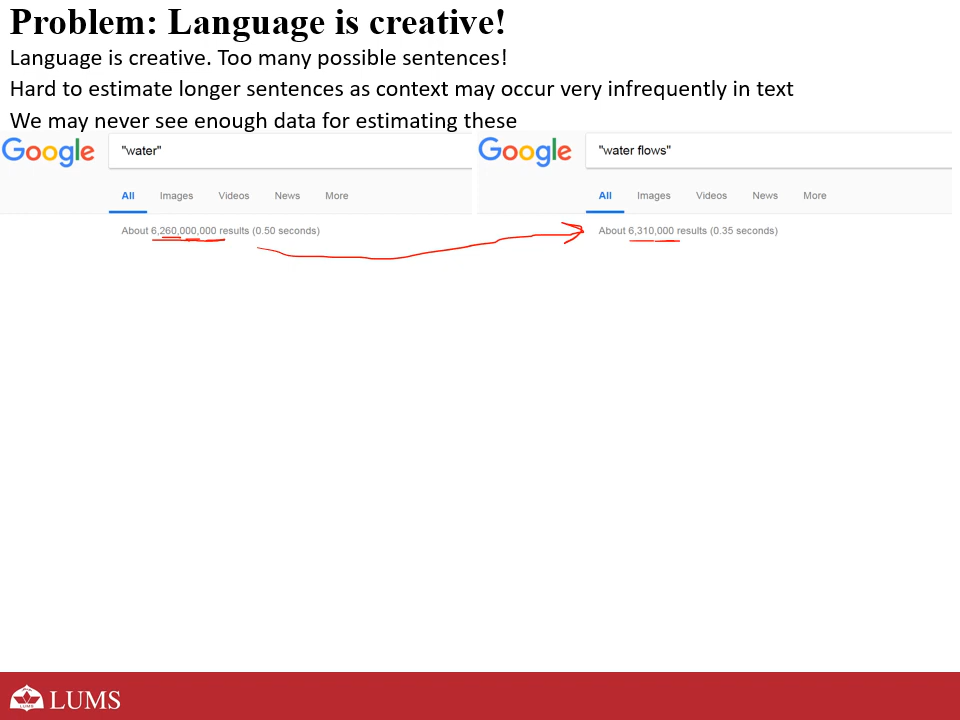 Problem: Language is creative!
Language is creative. Too many possible sentences!
Hard to estimate longer sentences as context may occur very infrequently in text
We may never see enough data for estimating these
Google "water"
All Images Videos News More
About 6,260,000,000 results (0.50 seconds)
Google "water flows"
All Images Videos News More
About 6,310,000 results (0.35 seconds)
LUMS
LUMS